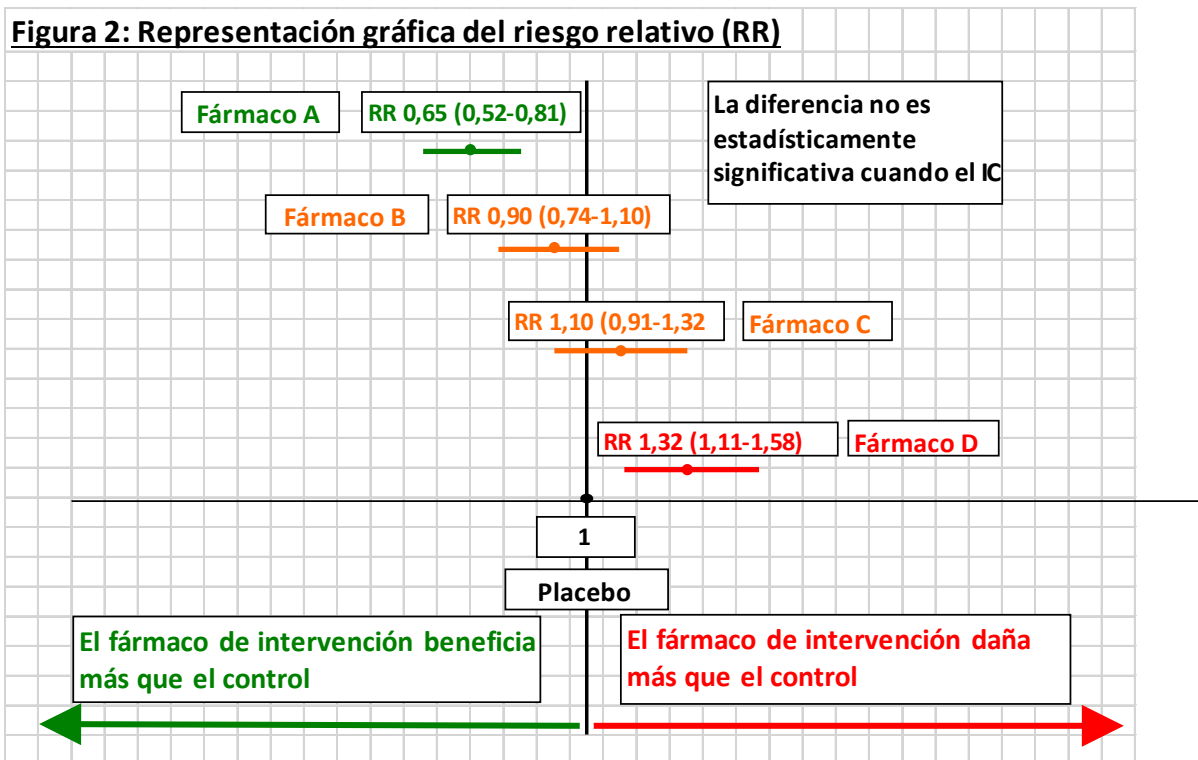 Figura 2: Representación gráfica del riesgo relativo (RR)
Fármaco A
RR 0,65 (0,52-0,81)
La diferencia no es
estadísticamente
significativa cuando el IC
Fármaco B
RR 0,90 (0,74-1,10)
RR 1,10 (0,91-1,32
Fármaco C
RR 1,32 (1,11-1,58)
Fármaco D
1
Placebo
El fármaco de intervención beneficia
más que el control
El fármaco de intervención daña
más que el control